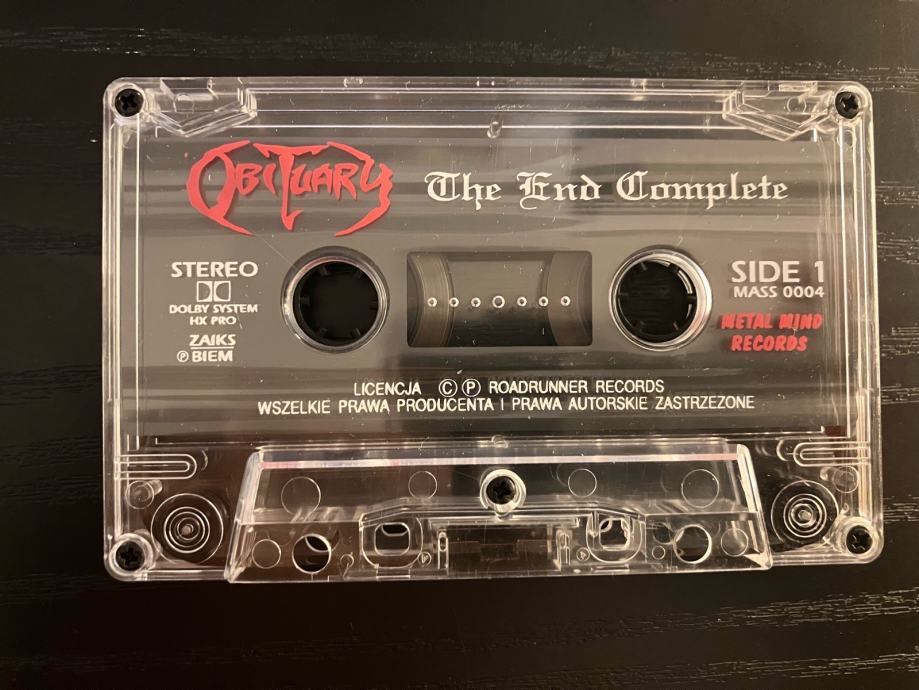 OBITUARY The End Complete
STEREO
DOLBY SYSTEM
HX PRO
ZAIKS
℗ BIEM
SIDE 1
MASS 0004
METAL MIND
RECORDS
LICENCJA © ℗ ROADRUNNER RECORDS
WSZELKIE PRAWA PRODUCENTA I PRAWA AUTORSKIE ZASTRZEZONE